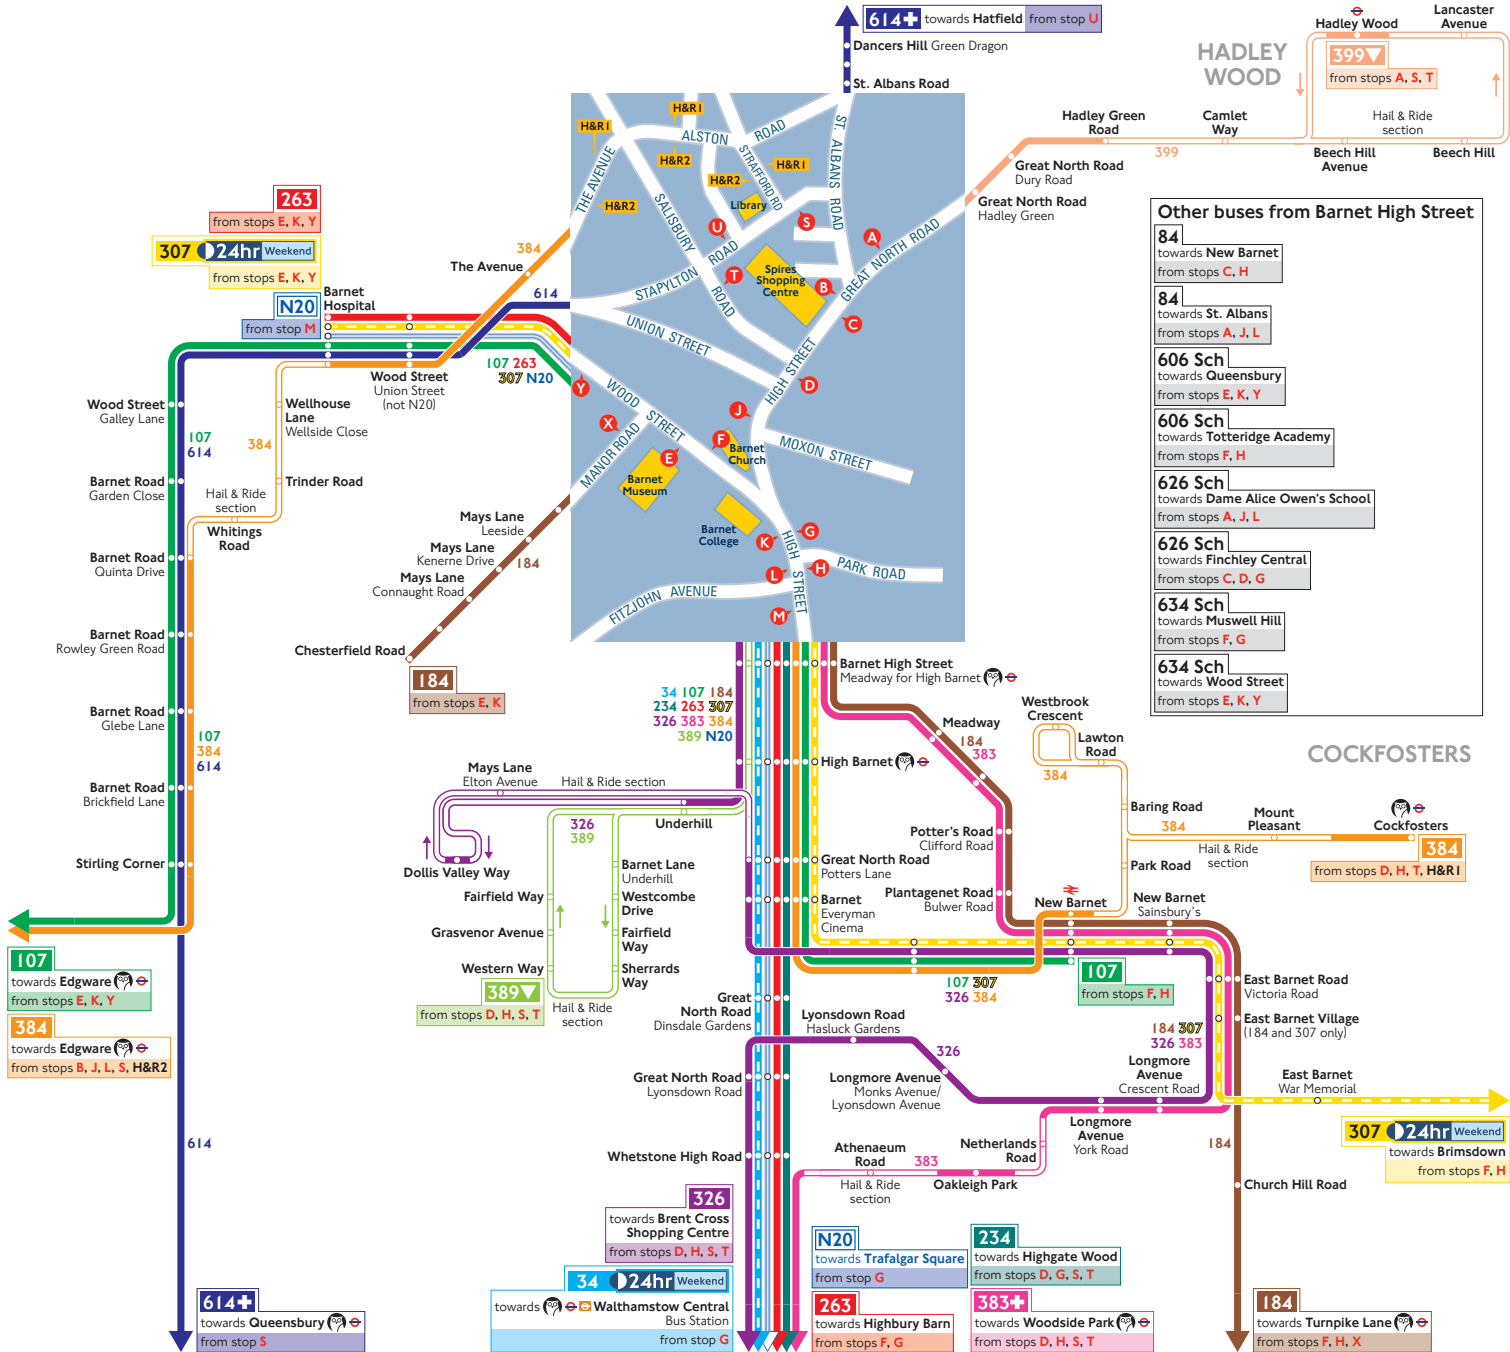 614+ towards Hatfield from stop U
Dancers Hill Green Dragon
St. Albans Road
HADLEY
WOOD
Hadley Wood
Lancaster
Avenue
399▼
from stops A, S, T
Hail & Ride
section
Hadley Green
Road
Camlet
Way
399
Beech Hill
Avenue
Beech Hill
Great North Road
Dury Road
Great North Road
Hadley Green
H&R1
H&R1
H&R2
H&R1
H&R2
H&R2
ALSTON ROAD
THE AVENUE
STRAFFORD RD
ST. ALBANS ROAD
SALISBURY ROAD
STAPYLTON ROAD
UNION STREET
GREAT NORTH ROAD
HIGH STREET
WOOD STREET
MANOR ROAD
MOXON STREET
HIGH STREET
PARK ROAD
FITZJOHN AVENUE
Library
Spires
Shopping
Centre
Barnet
Church
Barnet
Museum
Barnet
College
U
S
A
T
B
C
D
J
F
Y
X
E
G
K
H
L
M
263
from stops E, K, Y
307 24hr Weekend
from stops E, K, Y
N20
from stop M
Barnet
Hospital
The Avenue
384
614
107 263
307 N20
Wood Street
Union Street
(not N20)
Wood Street
Galley Lane
107
614
Wellhouse
Lane
Wellside Close
384
Barnet Road
Garden Close
Hail & Ride
section
Trinder Road
Whitings
Road
Barnet Road
Quinta Drive
Barnet Road
Rowley Green Road
Barnet Road
Glebe Lane
107
384
614
Barnet Road
Brickfield Lane
Stirling Corner
107
towards Edgware
from stops E, K, Y
384
towards Edgware
from stops B, J, L, S, H&R2
614
614+
towards Queensbury
from stop S
Mays Lane
Leeside
Mays Lane
Kenerne Drive
Mays Lane
Connaught Road
184
Chesterfield Road
184
from stops E, K
34 107 184
234 263 307
326 383 384
389 N20
Barnet High Street
Meadway for High Barnet
High Barnet
Meadway
184
383
Mays Lane
Elton Avenue
Hail & Ride section
Underhill
326
389
Dollis Valley Way
Barnet Lane
Underhill
Fairfield Way
Westcombe
Drive
Grasvenor Avenue
Fairfield
Way
Western Way
Sherrards
Way
389▼
from stops D, H, S, T
Hail & Ride
section
Great North Road
Potters Lane
Barnet
Everyman
Cinema
Potter's Road
Clifford Road
Plantagenet Road
Bulwer Road
Westbrook
Crescent
Lawton
Road
384
Baring Road
384
Mount
Pleasant
Cockfosters
COCKFOSTERS
Hail & Ride
section
384
from stops D, H, T, H&R1
Park Road
New Barnet
New Barnet
Sainsbury's
107 307
326 384
107
from stops F, H
East Barnet Road
Victoria Road
East Barnet Village
(184 and 307 only)
184 307
326 383
Great
North Road
Dinsdale Gardens
Lyonsdown Road
Hasluck Gardens
326
Longmore
Avenue
Crescent Road
East Barnet
War Memorial
Great North Road
Lyonsdown Road
Longmore Avenue
Monks Avenue/
Lyonsdown Avenue
Longmore
Avenue
York Road
307 24hr Weekend
towards Brimsdown
from stops F, H
184
Whetstone High Road
Athenaeum
Road
383
Netherlands
Road
Hail & Ride
section
Oakleigh Park
Church Hill Road
326
towards Brent Cross
Shopping Centre
from stops D, H, S, T
34 24hr Weekend
towards Walthamstow Central
Bus Station
from stop G
N20
towards Trafalgar Square
from stop G
234
towards Highgate Wood
from stops D, G, S, T
263
towards Highbury Barn
from stops F, G
383+
towards Woodside Park
from stops D, H, S, T
184
towards Turnpike Lane
from stops F, H, X
Other buses from Barnet High Street
84
towards New Barnet
from stops C, H
84
towards St. Albans
from stops A, J, L
606 Sch
towards Queensbury
from stops E, K, Y
606 Sch
towards Totteridge Academy
from stops F, H
626 Sch
towards Dame Alice Owen's School
from stops A, J, L
626 Sch
towards Finchley Central
from stops C, D, G
634 Sch
towards Muswell Hill
from stops F, G
634 Sch
towards Wood Street
from stops E, K, Y